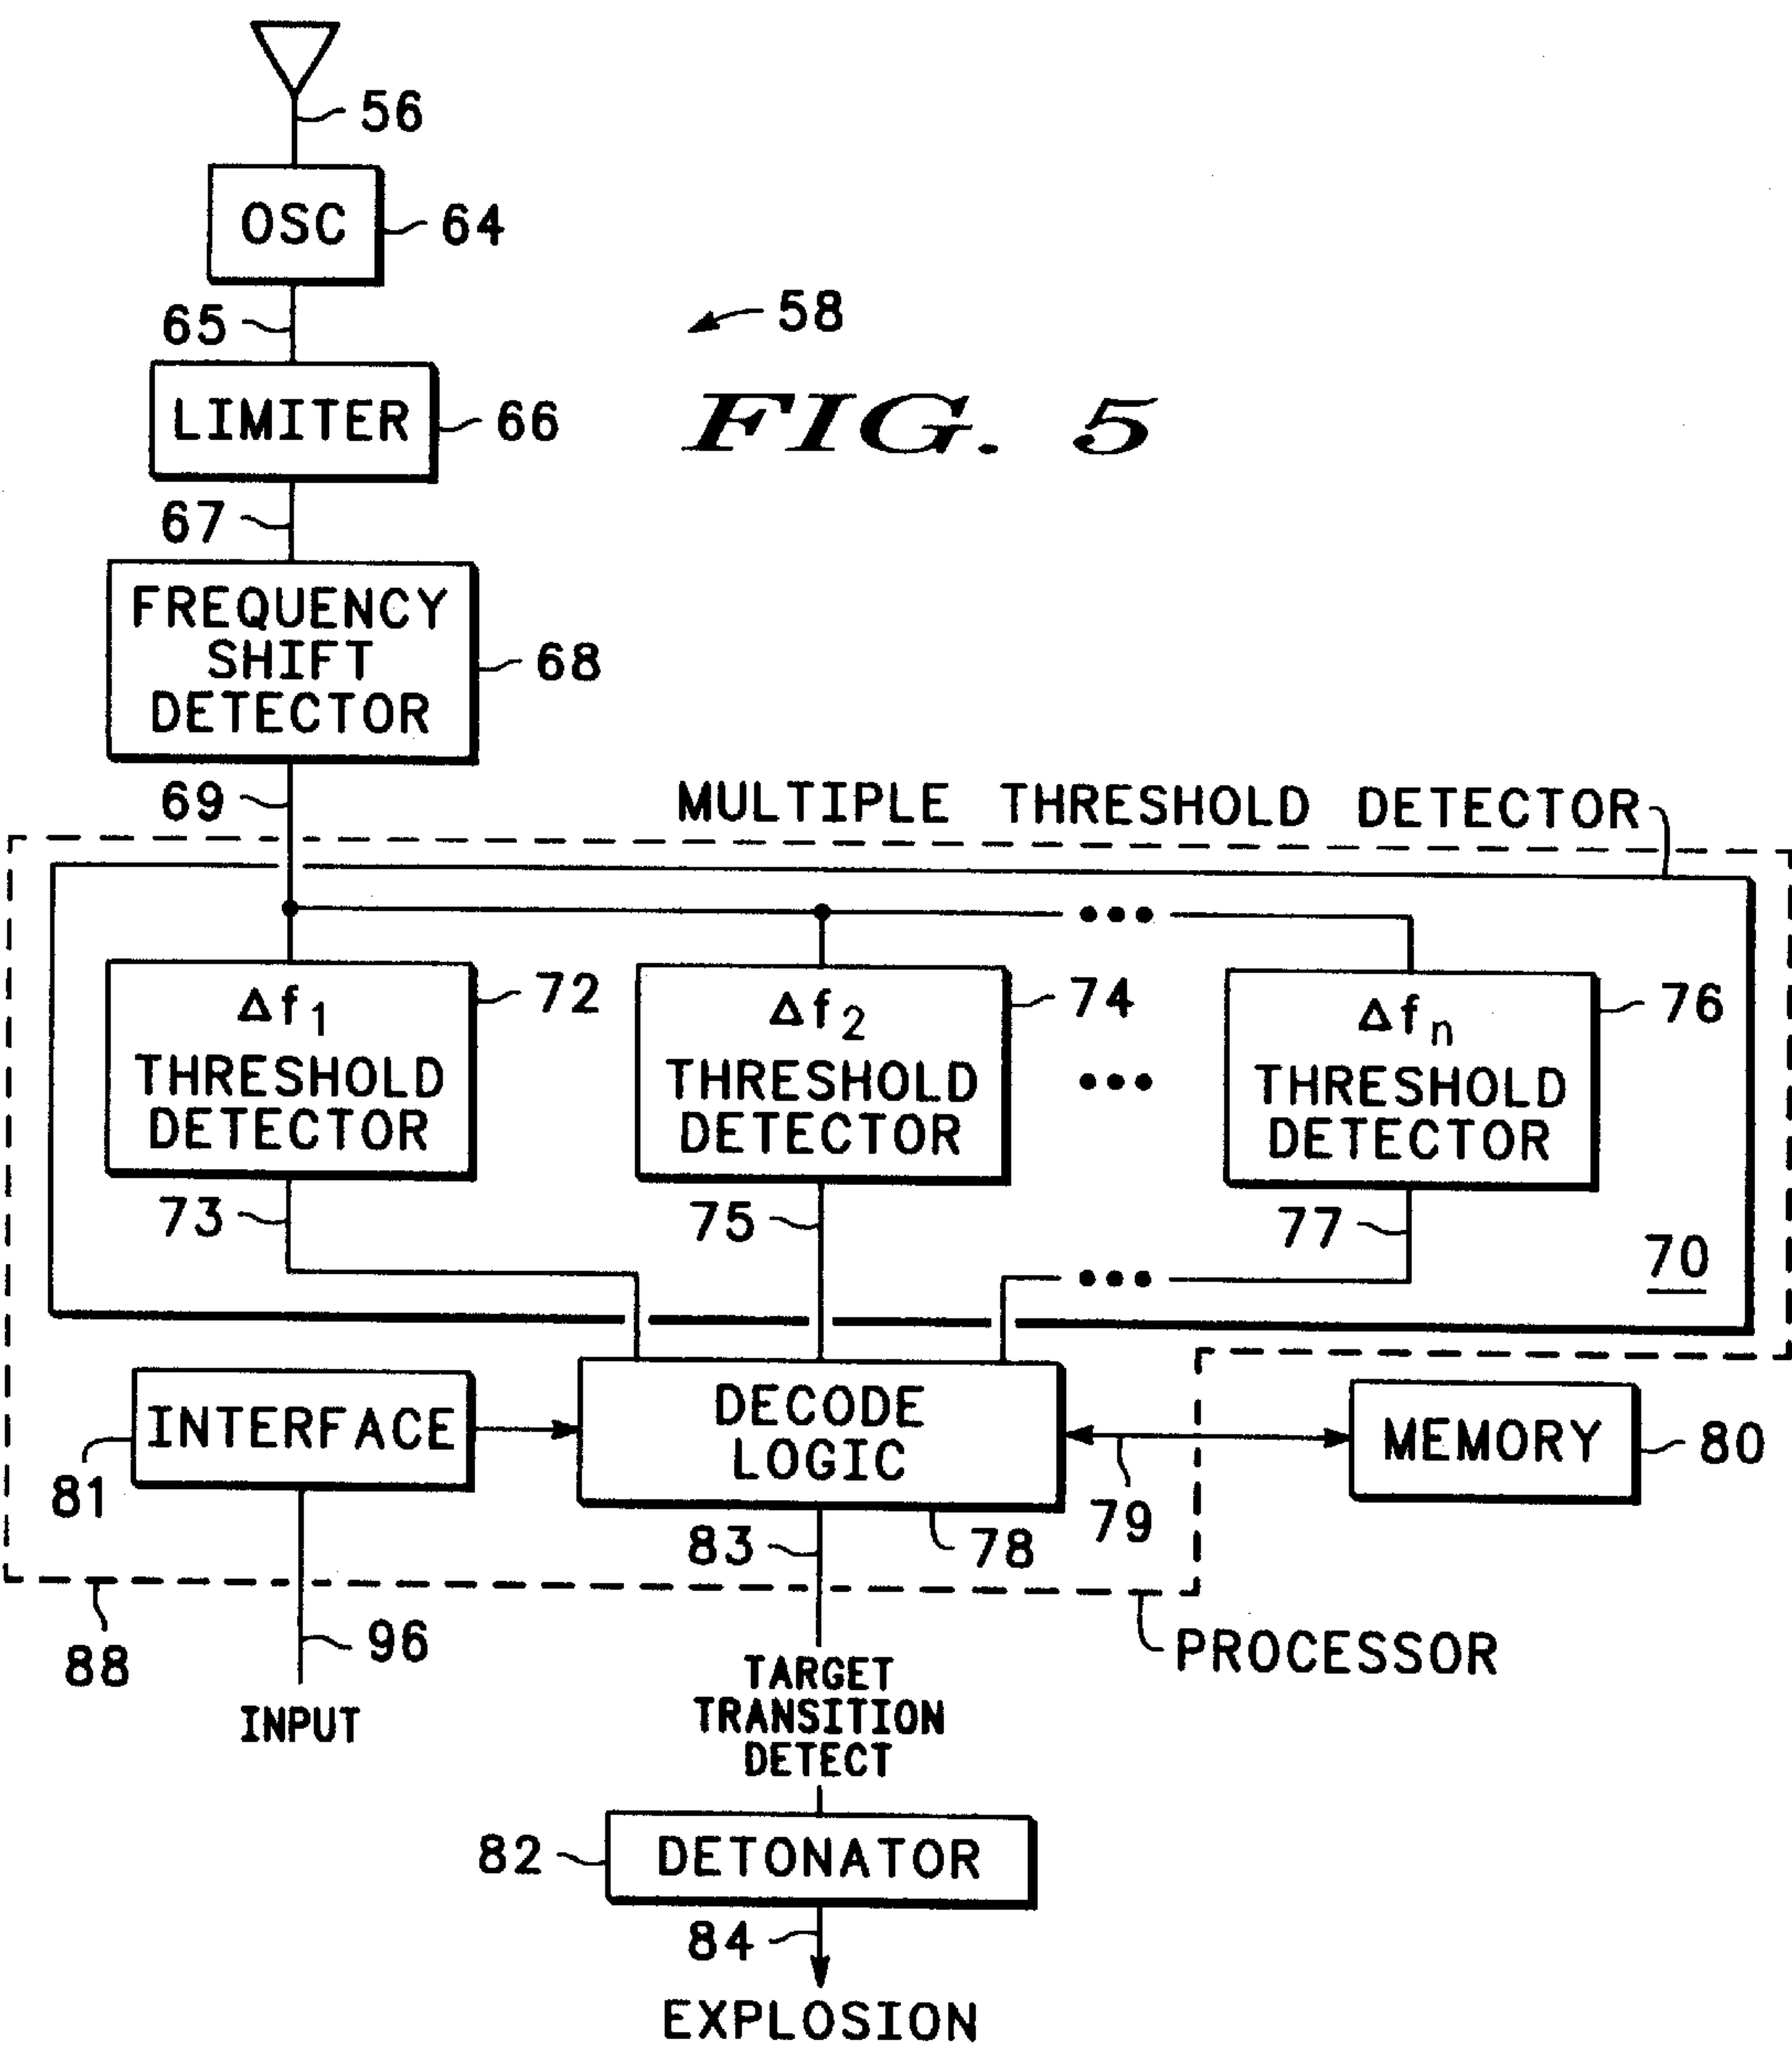 56
OSC
64
65
58
LIMITER
66
FIG. 5
67
FREQUENCY
SHIFT
DETECTOR
68
69
MULTIPLE THRESHOLD DETECTOR
Δf1
THRESHOLD
DETECTOR
72
Δf2
THRESHOLD
DETECTOR
74
•••
Δfn
THRESHOLD
DETECTOR
76
73
75
77
70
INTERFACE
81
DECODE
LOGIC
MEMORY
80
79
83
78
88
96
PROCESSOR
INPUT
TARGET
TRANSITION
DETECT
82
DETONATOR
84
EXPLOSION